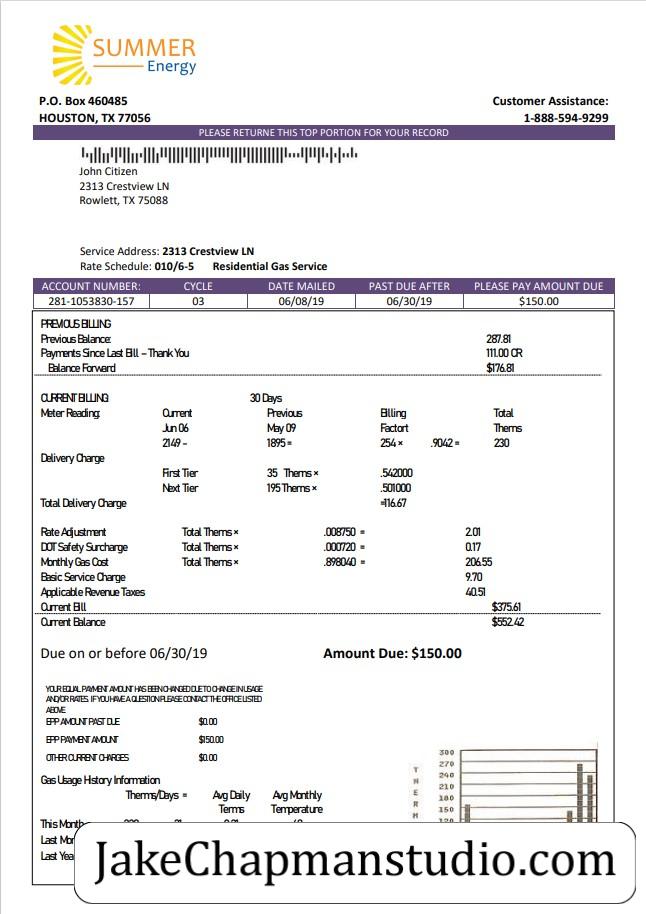 SUMMER
Energy
P.O. Box 460485
HOUSTON, TX 77056
Customer Assistance:
1-888-594-9299
PLEASE RETURNE THIS TOP PORTION FOR YOUR RECORD
John Citizen
2313 Crestview LN
Rowlett, TX 75088
Service Address: 2313 Crestview LN
Rate Schedule: 010/6-5 Residential Gas Service
ACCOUNT NUMBER: CYCLE DATE MAILED PAST DUE AFTER PLEASE PAY AMOUNT DUE
281-1053830-157 03 06/08/19 06/30/19 $150.00
PREVIOUS BILLING
Previous Balance: 287.81
Payments Since Last Bill – Thank You 111.00 CR
Balance Forward $176.81
CURRENT BILLING 30 Days
Meter Reading: Current Previous Billing Total
Jun 06 May 09 Factort Therms
2149 – 1895 = 254 × .9042 = 230
Delivery Charge
First Tier 35 Therms × .542000
Next Tier 195 Therms × .501000
Total Delivery Charge =116.67
Rate Adjustment Total Therms × .008750 = 2.01
DOT Safety Surcharge Total Therms × .000720 = 0.17
Monthly Gas Cost Total Therms × .898040 = 206.55
Basic Service Charge 9.70
Applicable Revenue Taxes 40.51
Current Bill $375.61
Current Balance $552.42
Due on or before 06/30/19 Amount Due: $150.00
YOUR EQUAL PAYMENT AMOUNT HAS BEEN CHANGED DUE TO CHANGE IN USAGE
AND/OR RATES. IF YOU HAVE A QUESTION PLEASE CONTACT THE OFFICE LISTED
ABOVE.
EPP AMOUNT PAST DUE $0.00
EPP PAYMENT AMOUNT $150.00
OTHER CURRENT CHARGES $0.00
Gas Usage History Information
Therms/Days = Avg Daily Avg Monthly
Terms Temperature
This Month
Last Mon
Last Yea
T
H
E
R
M
300
270
240
210
180
150
120
JakeChapmanstudio.com